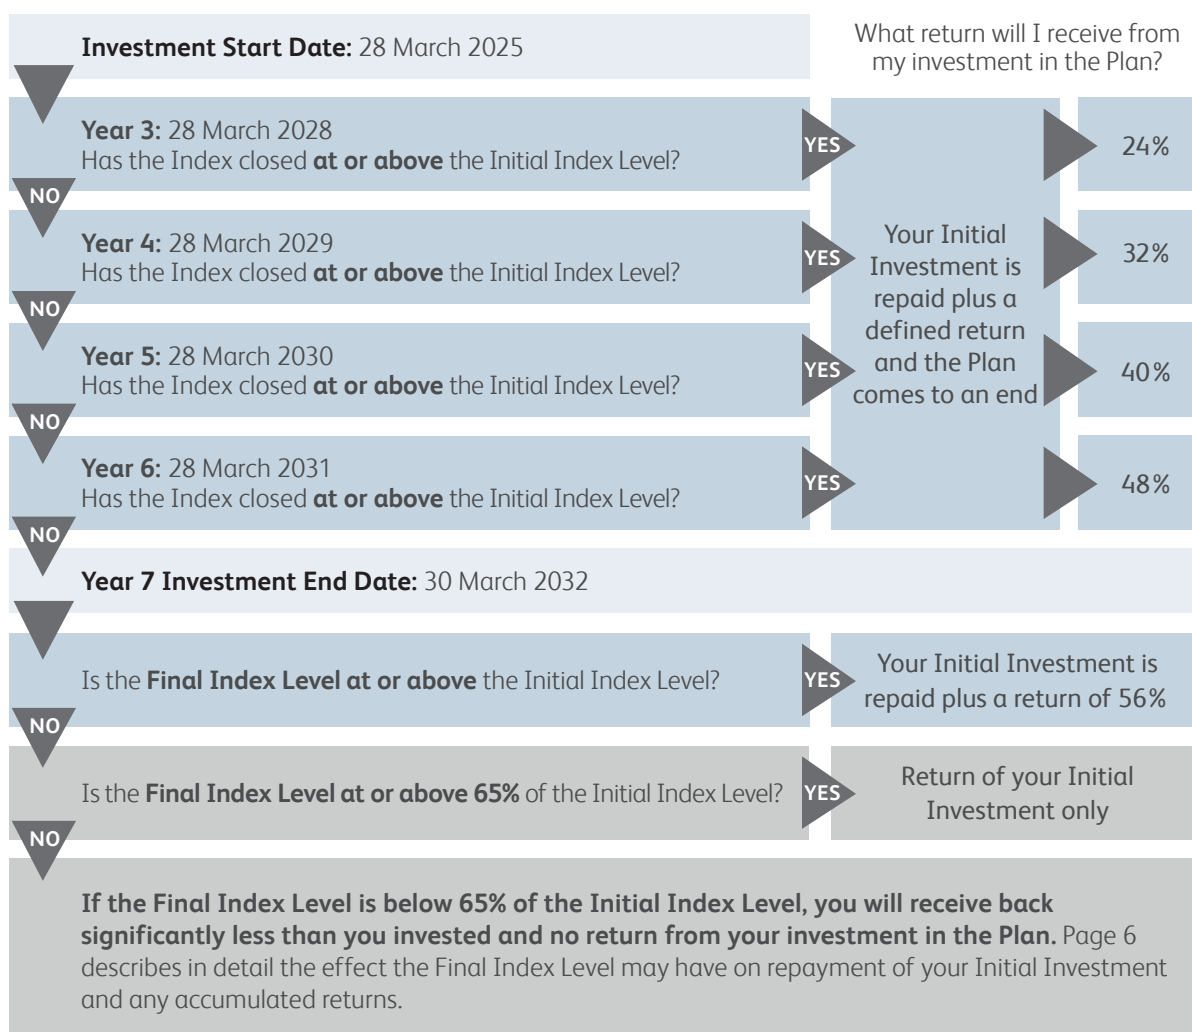 Investment Start Date: 28 March 2025
What return will I receive from
my investment in the Plan?
Year 3: 28 March 2028
Has the Index closed at or above the Initial Index Level?
YES
24%
NO
Year 4: 28 March 2029
Has the Index closed at or above the Initial Index Level?
YES
32%
NO
Year 5: 28 March 2030
Has the Index closed at or above the Initial Index Level?
YES
40%
NO
Year 6: 28 March 2031
Has the Index closed at or above the Initial Index Level?
YES
48%
Your Initial
Investment is
repaid plus a
defined return
and the Plan
comes to an end
NO
Year 7 Investment End Date: 30 March 2032
Is the Final Index Level at or above the Initial Index Level?
YES
Your Initial Investment is
repaid plus a return of 56%
NO
Is the Final Index Level at or above 65% of the Initial Index Level?
YES
Return of your Initial
Investment only
NO
If the Final Index Level is below 65% of the Initial Index Level, you will receive back
significantly less than you invested and no return from your investment in the Plan. Page 6
describes in detail the effect the Final Index Level may have on repayment of your Initial Investment
and any accumulated returns.